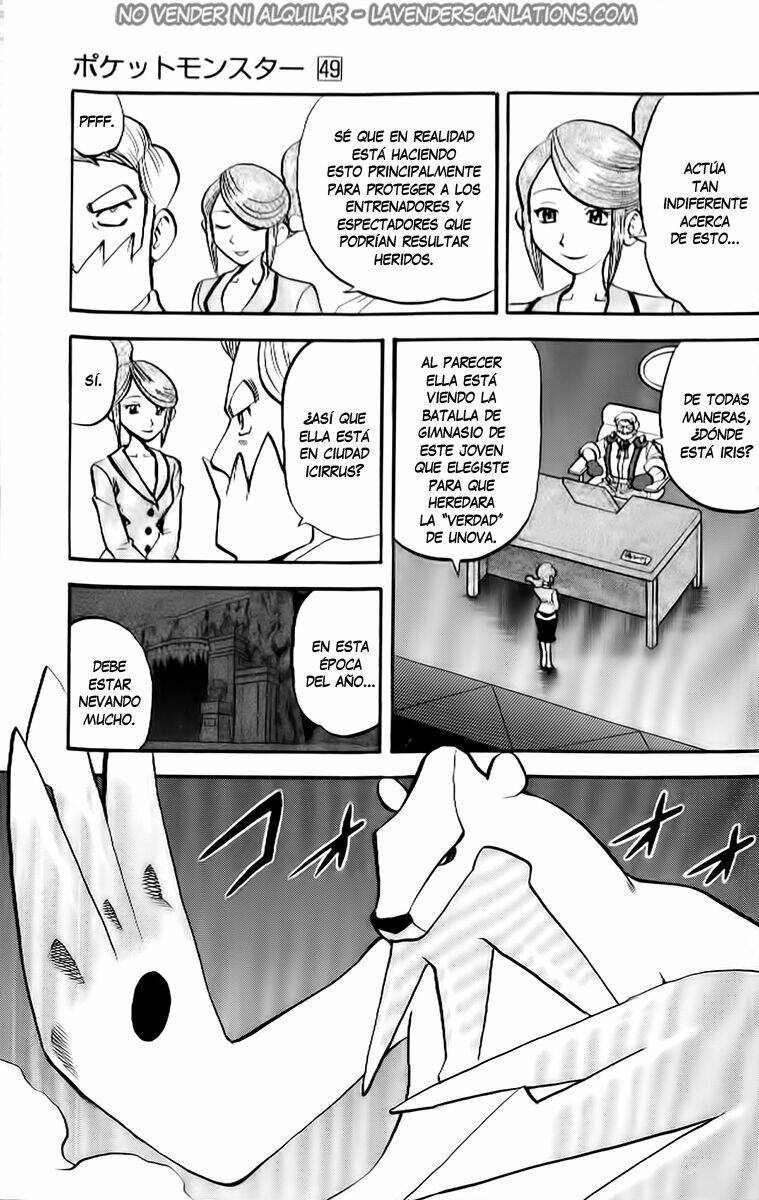 NO VENDER NI ALQUILAR - LAVENDERSCANLATIONS.COM
ポケットモンスター 49
ACTÚA
TAN
INDIFERENTE
ACERCA
DE ESTO...
SÉ QUE EN REALIDAD
ESTÁ HACIENDO
ESTO PRINCIPALMENTE
PARA PROTEGER A LOS
ENTRENADORES Y
ESPECTADORES QUE
PODRÍAN RESULTAR
HERIDOS.
PFFF.
DE TODAS
MANERAS,
¿DÓNDE
ESTÁ IRIS?
AL PARECER
ELLA ESTÁ
VIENDO LA
BATALLA DE
GIMNASIO DE
ESTE JOVEN
QUE ELEGISTE
PARA QUE
HEREDARA
LA "VERDAD"
DE UNOVA.
¿ASÍ QUE
ELLA ESTÁ
EN CIUDAD
ICIRRUS?
SÍ.
EN ESTA
ÉPOCA
DEL AÑO...
DEBE
ESTAR
NEVANDO
MUCHO.